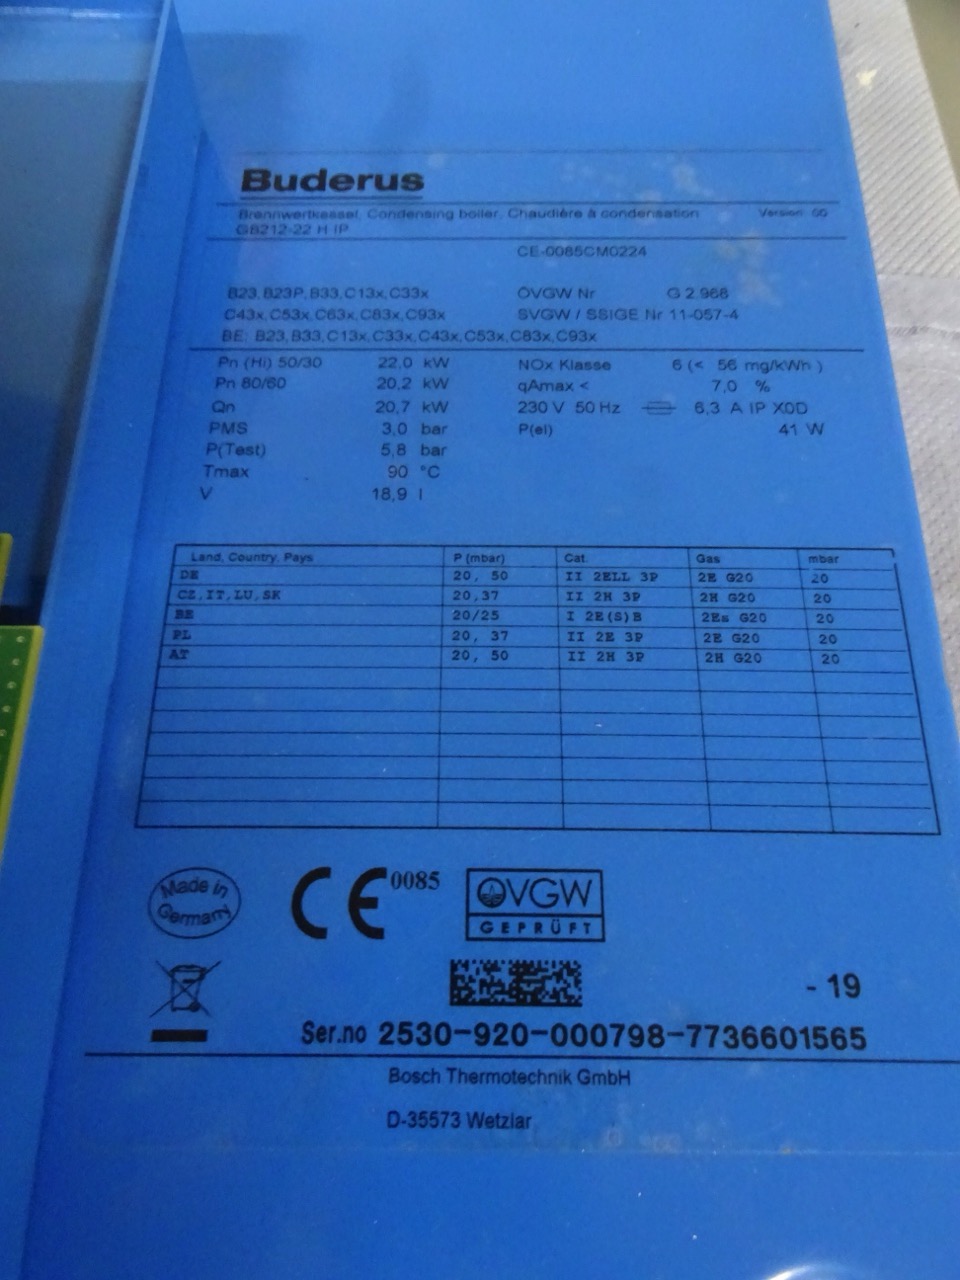 Buderus
Brennwertkessel, Condensing boiler, Chaudière à condensation Version 00
GB212-22 H IP
CE-0085CM0224
B23, B23P, B33, C13x, C33x ÖVGW Nr G 2.968
C43x, C53x, C63x, C83x, C93x SVGW / SSIGE Nr 11-057-4
BE: B23, B33, C13x, C33x, C43x, C53x, C83x, C93x
Pn (Hi) 50/30 22,0 kW NOx Klasse 6 (< 56 mg/kWh )
Pn 80/60 20,2 kW qAmax < 7,0 %
Qn 20,7 kW 230 V 50 Hz 6,3 A IP X0D
PMS 3,0 bar P(el) 41 W
P(Test) 5,8 bar
Tmax 90 °C
V 18,9 l
Land, Country, Pays P (mbar) Cat. Gas mbar
DE 20, 50 II 2ELL 3P 2E G20 20
CZ,IT,LU,SK 20,37 II 2H 3P 2H G20 20
BE 20/25 I 2E(S)B 2Es G20 20
PL 20, 37 II 2E 3P 2E G20 20
AT 20, 50 II 2H 3P 2H G20 20
Made in
Germany
CE 0085
ÖVGW
GEPRÜFT
- 19
Ser.no 2530-920-000798-7736601565
Bosch Thermotechnik GmbH
D-35573 Wetzlar